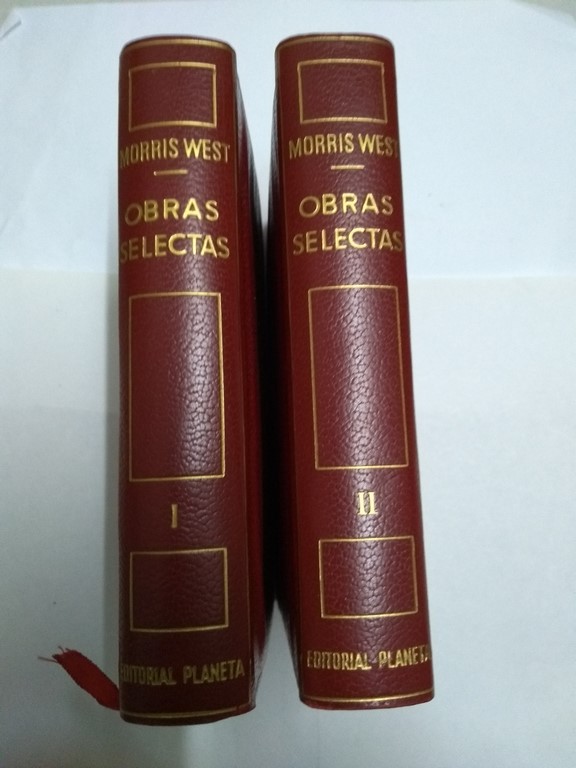 MORRIS WEST
OBRAS
SELECTAS
I
EDITORIAL PLANETA
MORRIS WEST
OBRAS
SELECTAS
II
EDITORIAL-PLANETA